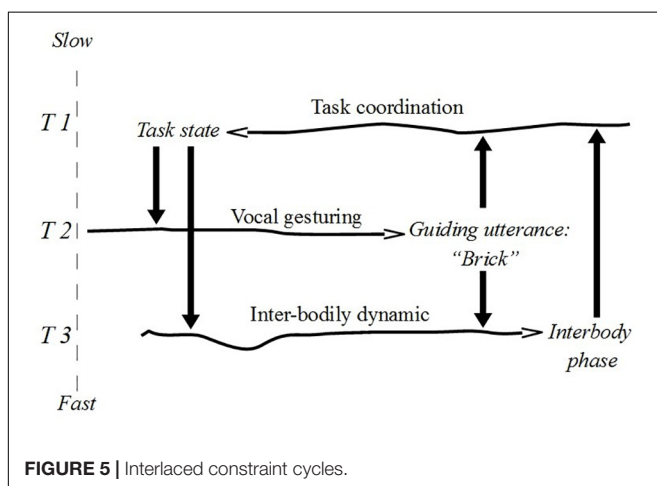 Slow
Task coordination
T 1
Task state
Vocal gesturing
T 2
Guiding utterance:
“Brick”
Inter-bodily dynamic
T 3
Interbody
phase
Fast
FIGURE 5 | Interlaced constraint cycles.